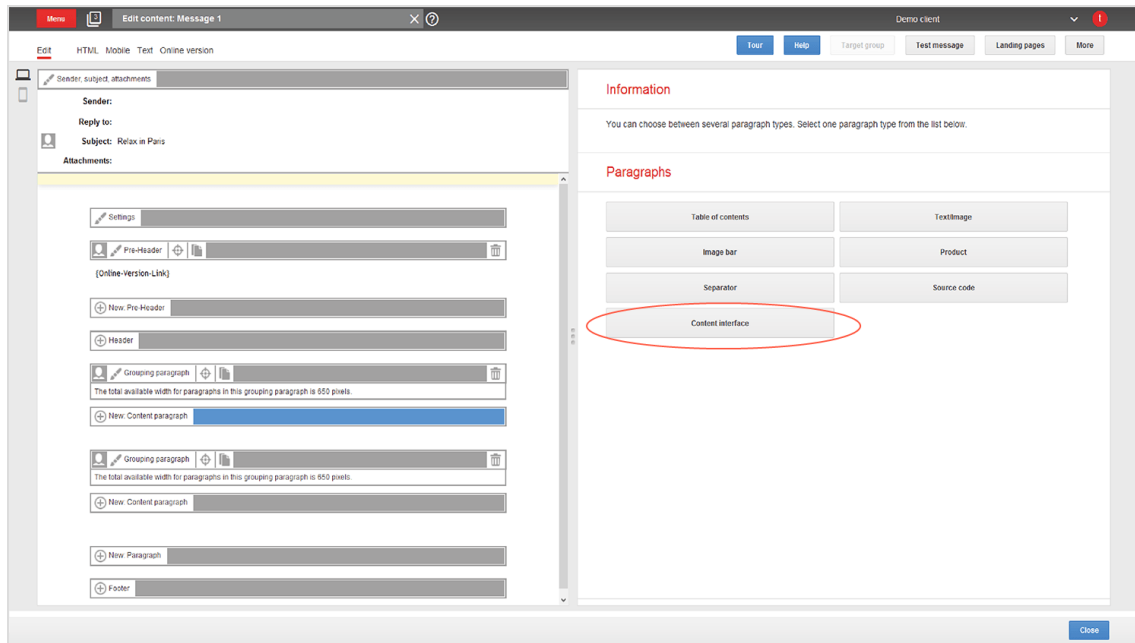 Menu
3
Edit content: Message 1
Demo client
Edit HTML Mobile Text Online version
Tour
Help
Target group
Test message
Landing pages
More
Sender, subject, attachments
Sender:
Reply to:
Subject: Relax in Paris
Attachments:
Settings
Pre-Header
{Online-Version-Link}
New: Pre-Header
Header
Grouping paragraph
The total available width for paragraphs in this grouping paragraph is 650 pixels.
New: Content paragraph
Grouping paragraph
The total available width for paragraphs in this grouping paragraph is 650 pixels.
New: Content paragraph
New: Paragraph
Footer
Information
You can choose between several paragraph types. Select one paragraph type from the list below.
Paragraphs
Table of contents
Text/Image
Image bar
Product
Separator
Source code
Content interface
Close